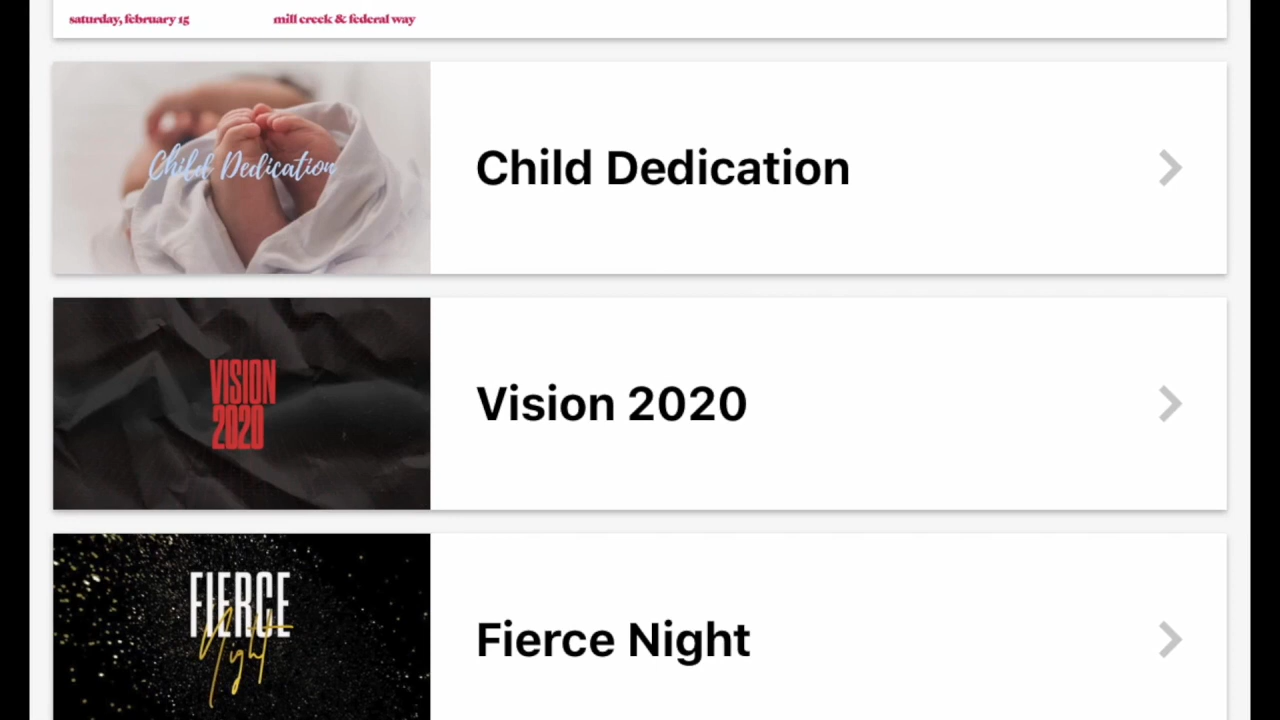 saturday, february 15 mill creek & federal way
Child Dedication
Child Dedication
VISION
2020
Vision 2020
FIERCE
Night
Fierce Night